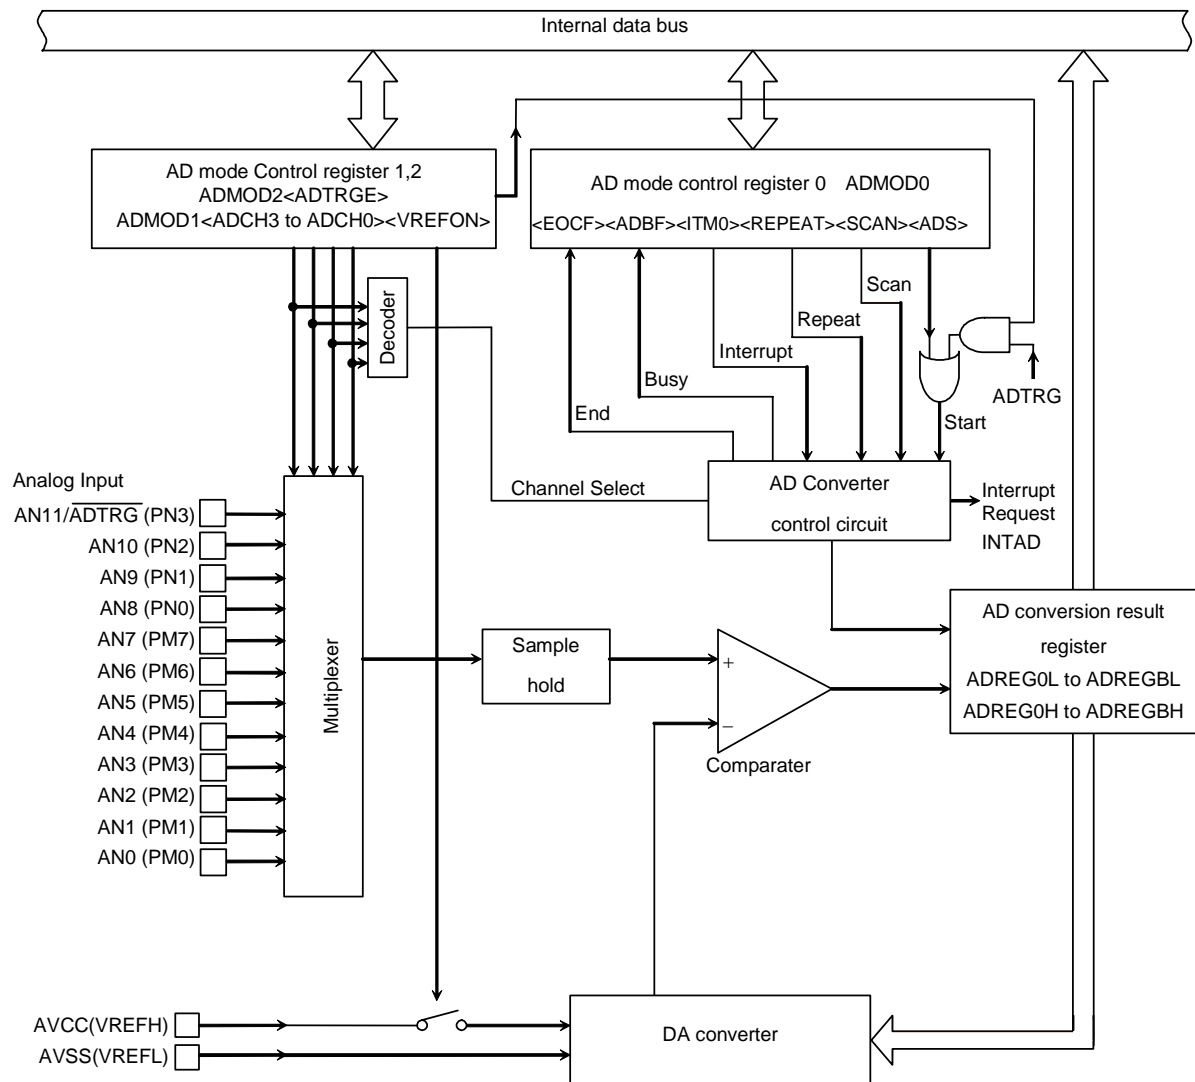 Internal data bus
AD mode Control register 1,2
ADMOD2<ADTRGE>
ADMOD1<ADCH3 to ADCH0><VREFON>
AD mode control register 0 ADMOD0
<EOCF><ADBF><ITM0><REPEAT><SCAN><ADS>
Decoder
Scan
Repeat
Interrupt
Busy
End
ADTRG
Start
Analog Input
Channel Select
AD Converter
control circuit
Interrupt
Request
INTAD
AN11/ADTRG (PN3)
AN10 (PN2)
AN9 (PN1)
AN8 (PN0)
AN7 (PM7)
AN6 (PM6)
AN5 (PM5)
AN4 (PM4)
AN3 (PM3)
AN2 (PM2)
AN1 (PM1)
AN0 (PM0)
Multiplexer
Sample
hold
+
−
Comparater
AD conversion result
register
ADREG0L to ADREGBL
ADREG0H to ADREGBH
AVCC(VREFH)
AVSS(VREFL)
DA converter